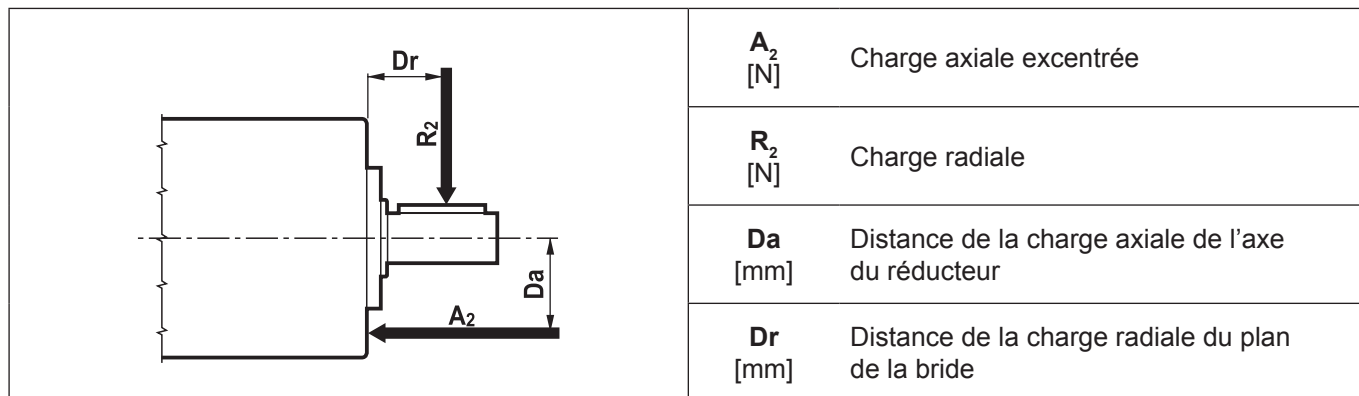 Dr
R2
Da
A2
A2
[N]
Charge axiale excentrée
R2
[N]
Charge radiale
Da
[mm]
Distance de la charge axiale de l’axe
du réducteur
Dr
[mm]
Distance de la charge radiale du plan
de la bride